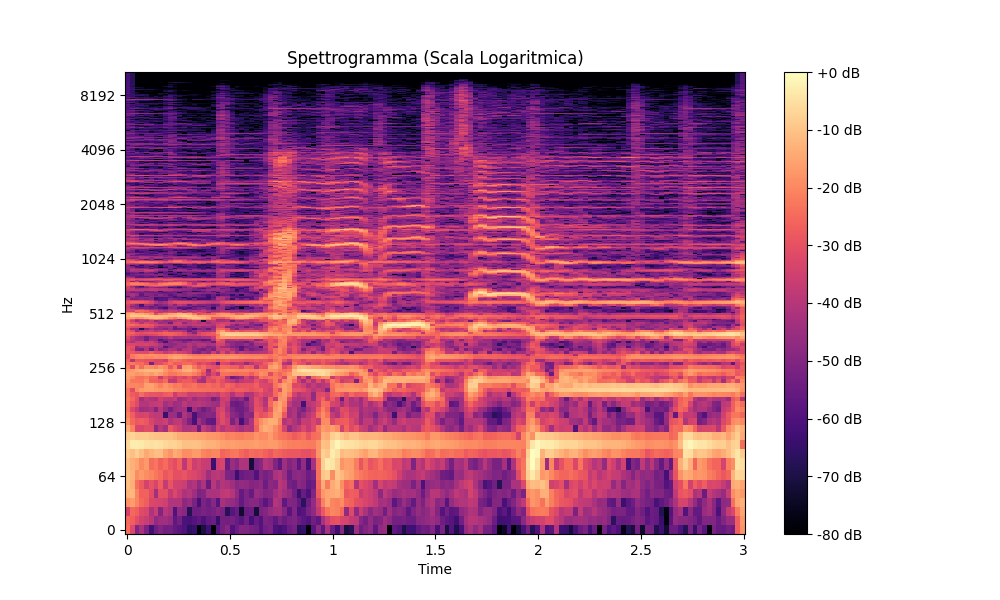 Spettrogramma (Scala Logaritmica)
Hz
8192
4096
2048
1024
512
256
128
64
0
0 0.5 1 1.5 2 2.5 3
Time
+0 dB
-10 dB
-20 dB
-30 dB
-40 dB
-50 dB
-60 dB
-70 dB
-80 dB